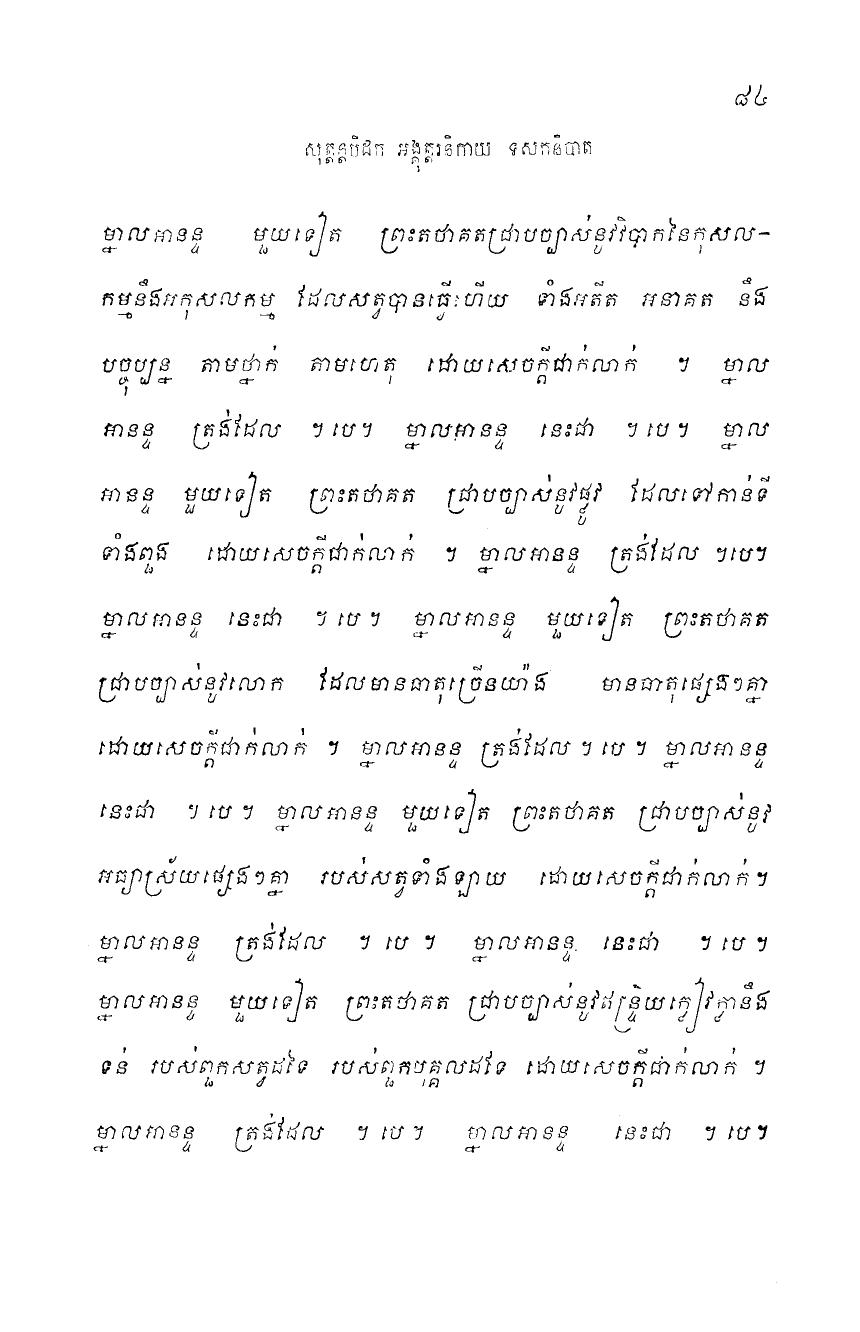 ៨៤
សុត្តន្តបិដក អង្គុត្តរនិកាយ ទសកនិបាត
ម្នាលអានន្ទ មួយទៀត ព្រះតថាគតជ្រាបច្បាស់នូវវិបាកនៃកុសល-
កម្មនឹងអកុសលកម្ម ដែលសត្វបានធ្វើៈហើយ ទាំងអតីត អនាគត នឹង
បច្ចុប្បន្ន តាមថ្នាក់ តាមហេតុ ដោយសេចក្តីជាក់លាក់ ។ ម្នាល
អានន្ទ ត្រង់ដែល ។បេ។ ម្នាលអានន្ទ នេះជា ។បេ។ ម្នាល
អានន្ទ មួយទៀត ព្រះតថាគត ជ្រាបច្បាស់នូវផ្លូវ ដែលទៅកាន់ទី
ទាំងពួង ដោយសេចក្តីជាក់លាក់ ។ ម្នាលអានន្ទ ត្រង់ដែល ។បេ។
ម្នាលអានន្ទ នេះជា ។ បេ ។ ម្នាលអានន្ទ មួយទៀត ព្រះតថាគត
ជ្រាបច្បាស់នូវលោក ដែលមានធាតុច្រើនយ៉ាង មានធាតុផ្សេងៗគ្នា
ដោយសេចក្តីជាក់លាក់ ។ ម្នាលអានន្ទ ត្រង់ដែល ។ បេ ។ ម្នាលអានន្ទ
នេះជា ។ បេ ។ ម្នាលអានន្ទ មួយទៀត ព្រះតថាគត ជ្រាបច្បាស់នូវ
អធ្យាស្រ័យផ្សេងៗគ្នា របស់សត្វទាំងឡាយ ដោយសេចក្តីជាក់លាក់។
ម្នាលអានន្ទ ត្រង់ដែល ។ បេ ។ ម្នាលអានន្ទ នេះជា ។ បេ ។
ម្នាលអានន្ទ មួយទៀត ព្រះតថាគត ជ្រាបច្បាស់នូវឥន្ទ្រិយក្លៀវក្លានឹង
ទន់ របស់ពួកសត្វដទៃ របស់ពួកបុគ្គលដទៃ ដោយសេចក្តីជាក់លាក់ ។
ម្នាលអានន្ទ ត្រង់ដែល ។ បេ ។ ម្នាលអានន្ទ នេះជា ។ បេ។